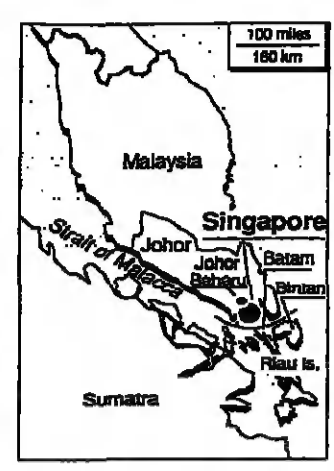 100 miles
160 km
Malaysia
Singapore
Strait of Malacca
Johor
Johor
Baharu
Batam
Bintan
Riau Is.
Sumatra